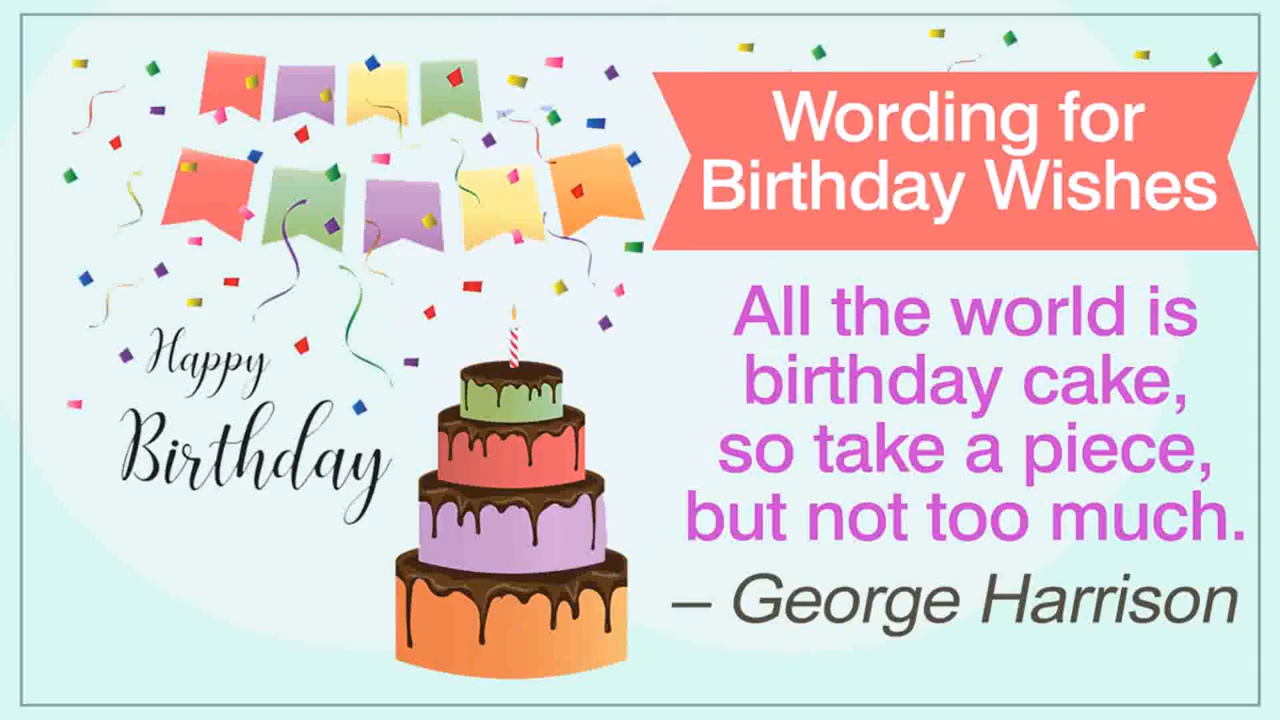 Wording for
Birthday Wishes
Happy
Birthday
All the world is
birthday cake,
so take a piece,
but not too much.
– George Harrison